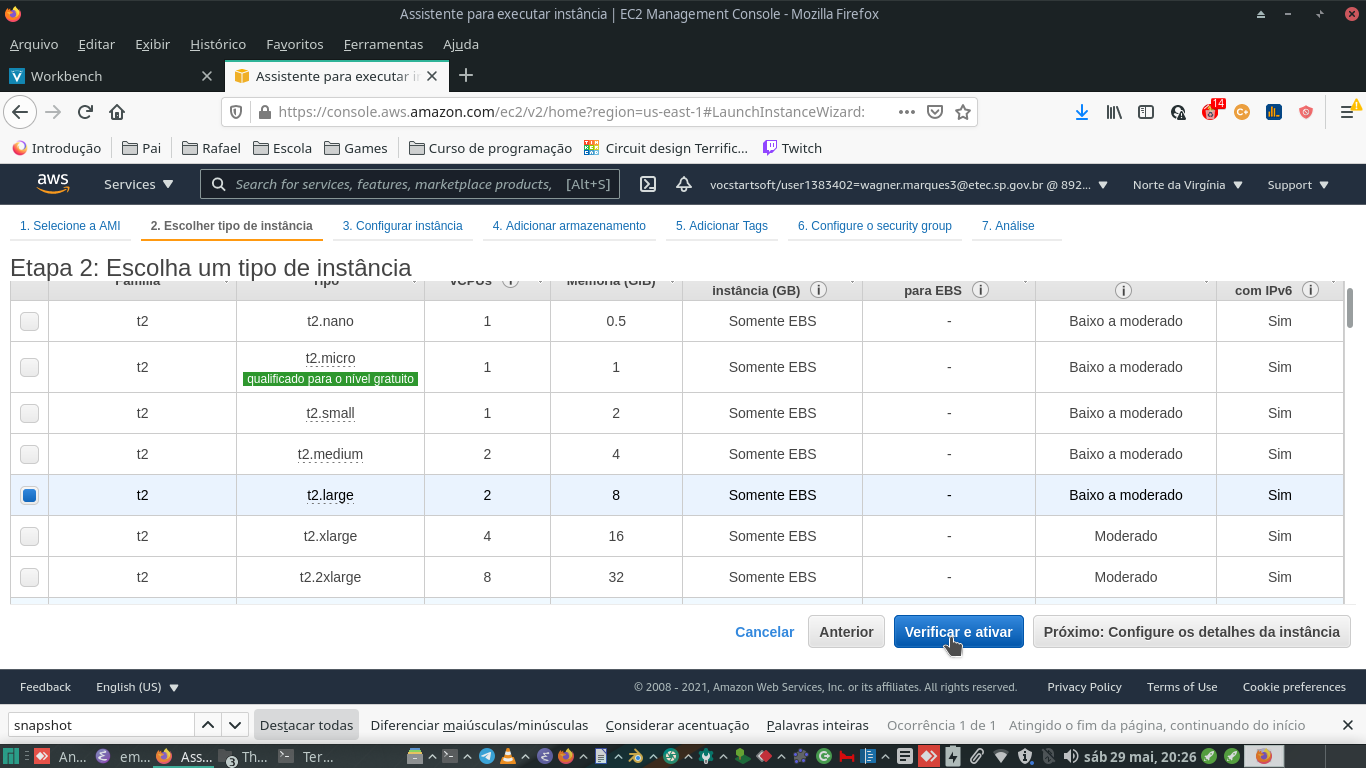 Assistente para executar instância | EC2 Management Console - Mozilla Firefox
Arquivo Editar Exibir Histórico Favoritos Ferramentas Ajuda
Workbench
Assistente para executar i
https://console.aws.amazon.com/ec2/v2/home?region=us-east-1#LaunchInstanceWizard:
14
Introdução Pai Rafael Escola Games Curso de programação Circuit design Terrific... Twitch
aws Services Search for services, features, marketplace products, [Alt+S] vocstartsoft/user1383402=wagner.marques3@etec.sp.gov.br @ 892... Norte da Virgínia Support
1. Selecione a AMI 2. Escolher tipo de instância 3. Configurar instância 4. Adicionar armazenamento 5. Adicionar Tags 6. Configure o security group 7. Análise
Etapa 2: Escolha um tipo de instância
Família Tipo vCPUs Memória (GiB) instância (GB) para EBS com IPv6
t2 t2.nano 1 0.5 Somente EBS - Baixo a moderado Sim
t2 t2.micro 1 1 Somente EBS - Baixo a moderado Sim
qualificado para o nível gratuito
t2 t2.small 1 2 Somente EBS - Baixo a moderado Sim
t2 t2.medium 2 4 Somente EBS - Baixo a moderado Sim
t2 t2.large 2 8 Somente EBS - Baixo a moderado Sim
t2 t2.xlarge 4 16 Somente EBS - Moderado Sim
t2 t2.2xlarge 8 32 Somente EBS - Moderado Sim
Cancelar Anterior Verificar e ativar Próximo: Configure os detalhes da instância
Feedback English (US) © 2008 - 2021, Amazon Web Services, Inc. or its affiliates. All rights reserved. Privacy Policy Terms of Use Cookie preferences
snapshot Destacar todas Diferenciar maiúsculas/minúsculas Considerar acentuação Palavras inteiras Ocorrência 1 de 1 Atingido o fim da página, continuando do início
An... em... Ass... 3 Th... Ter... sáb 29 mai, 20:26